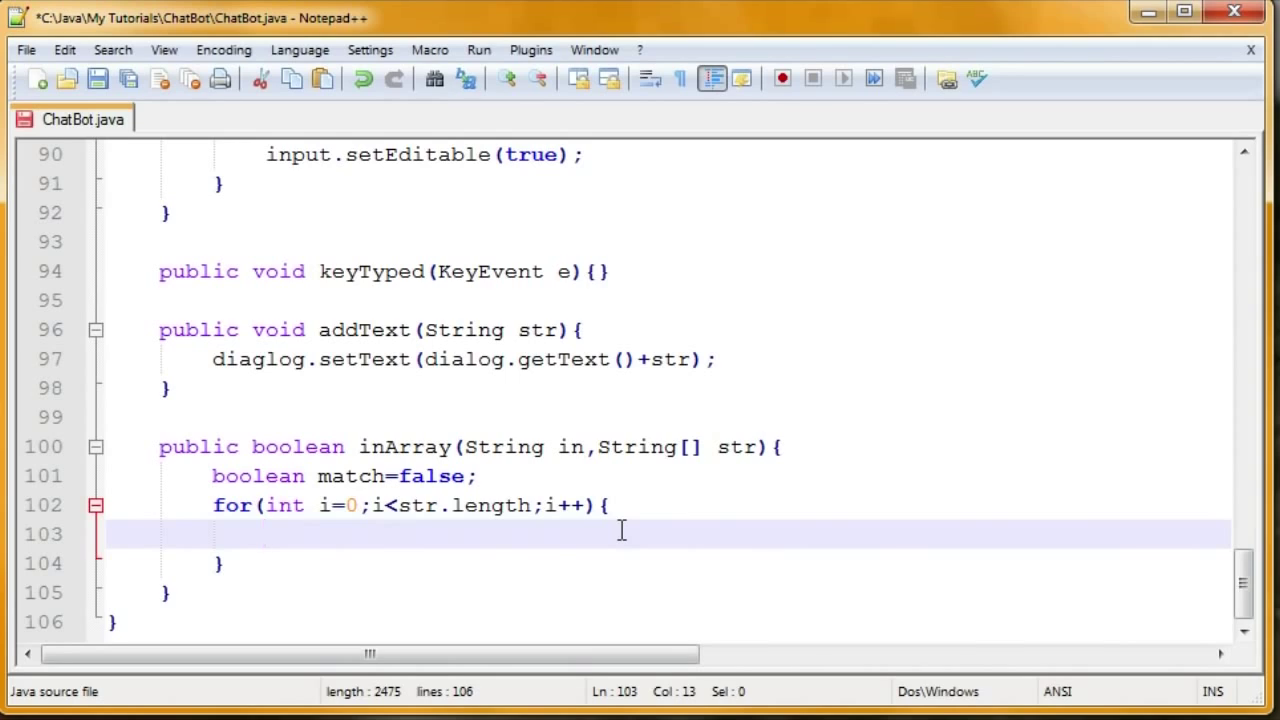 *C:\Java\My Tutorials\ChatBot\ChatBot.java - Notepad++
File Edit Search View Encoding Language Settings Macro Run Plugins Window ? X
ABC
ChatBot.java
90 input.setEditable(true);
91 }
92 }
93
94 public void keyTyped(KeyEvent e){}
95
96 public void addText(String str){
97 diaglog.setText(dialog.getText()+str);
98 }
99
100 public boolean inArray(String in,String[] str){
101 boolean match=false;
102 for(int i=0;i<str.length;i++){
103
104 }
105 }
106 }
Java source file length : 2475 lines : 106 Ln : 103 Col : 13 Sel : 0 Dos\Windows ANSI INS